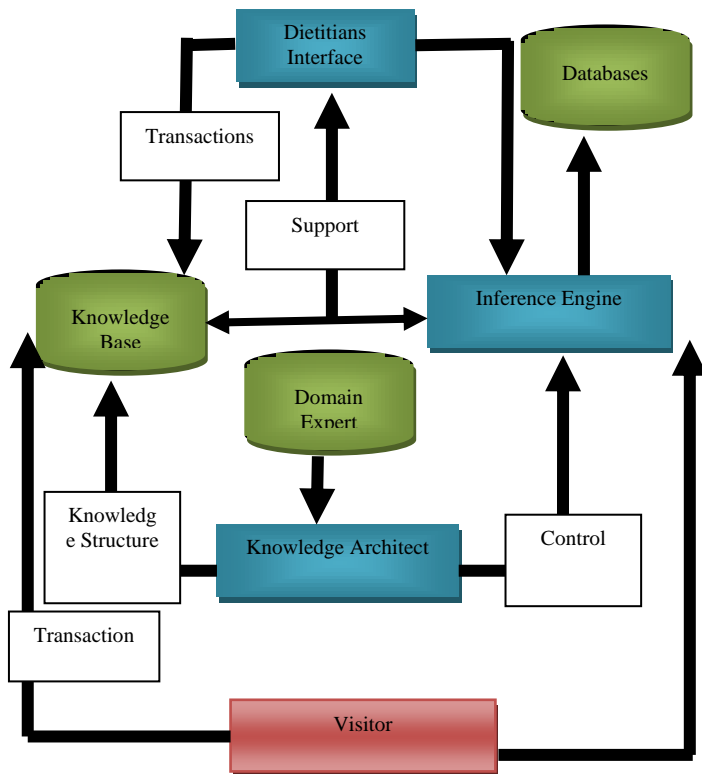 Dietitians
Interface
Databases
Transactions
Support
Inference Engine
Knowledge
Base
Domain
Expert
Knowledg
e Structure
Knowledge Architect
Control
Transaction
Visitor